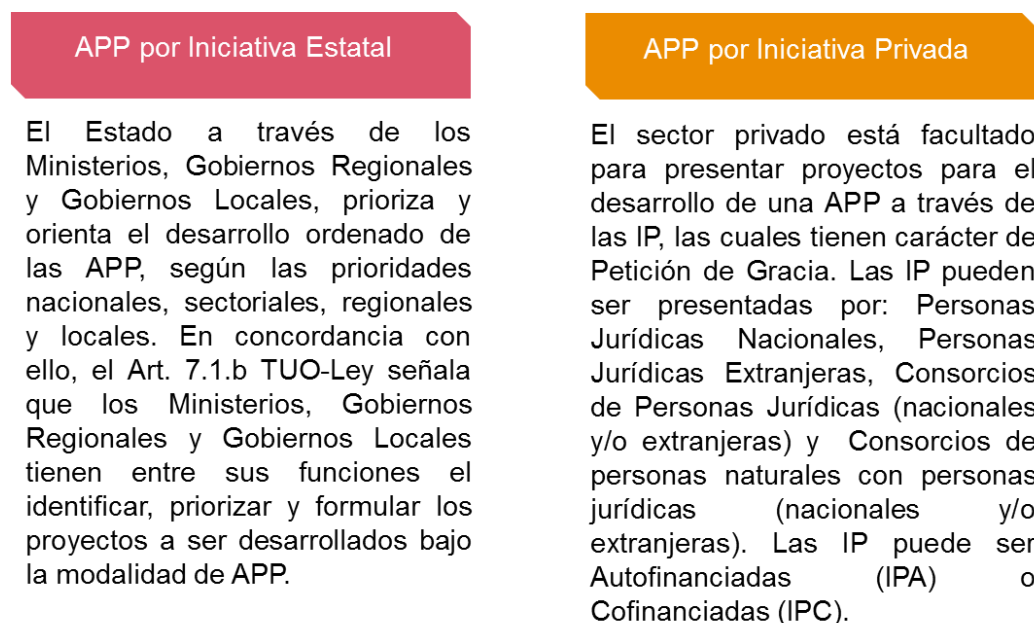 APP por Iniciativa Estatal
El Estado a través de los
Ministerios, Gobiernos Regionales
y Gobiernos Locales, prioriza y
orienta el desarrollo ordenado de
las APP, según las prioridades
nacionales, sectoriales, regionales
y locales. En concordancia con
ello, el Art. 7.1.b TUO-Ley señala
que los Ministerios, Gobiernos
Regionales y Gobiernos Locales
tienen entre sus funciones el
identificar, priorizar y formular los
proyectos a ser desarrollados bajo
la modalidad de APP.
APP por Iniciativa Privada
El sector privado está facultado
para presentar proyectos para el
desarrollo de una APP a través de
las IP, las cuales tienen carácter de
Petición de Gracia. Las IP pueden
ser presentadas por: Personas
Jurídicas Nacionales, Personas
Jurídicas Extranjeras, Consorcios
de Personas Jurídicas (nacionales
y/o extranjeras) y Consorcios de
personas naturales con personas
jurídicas (nacionales y/o
extranjeras). Las IP puede ser
Autofinanciadas (IPA) o
Cofinanciadas (IPC).